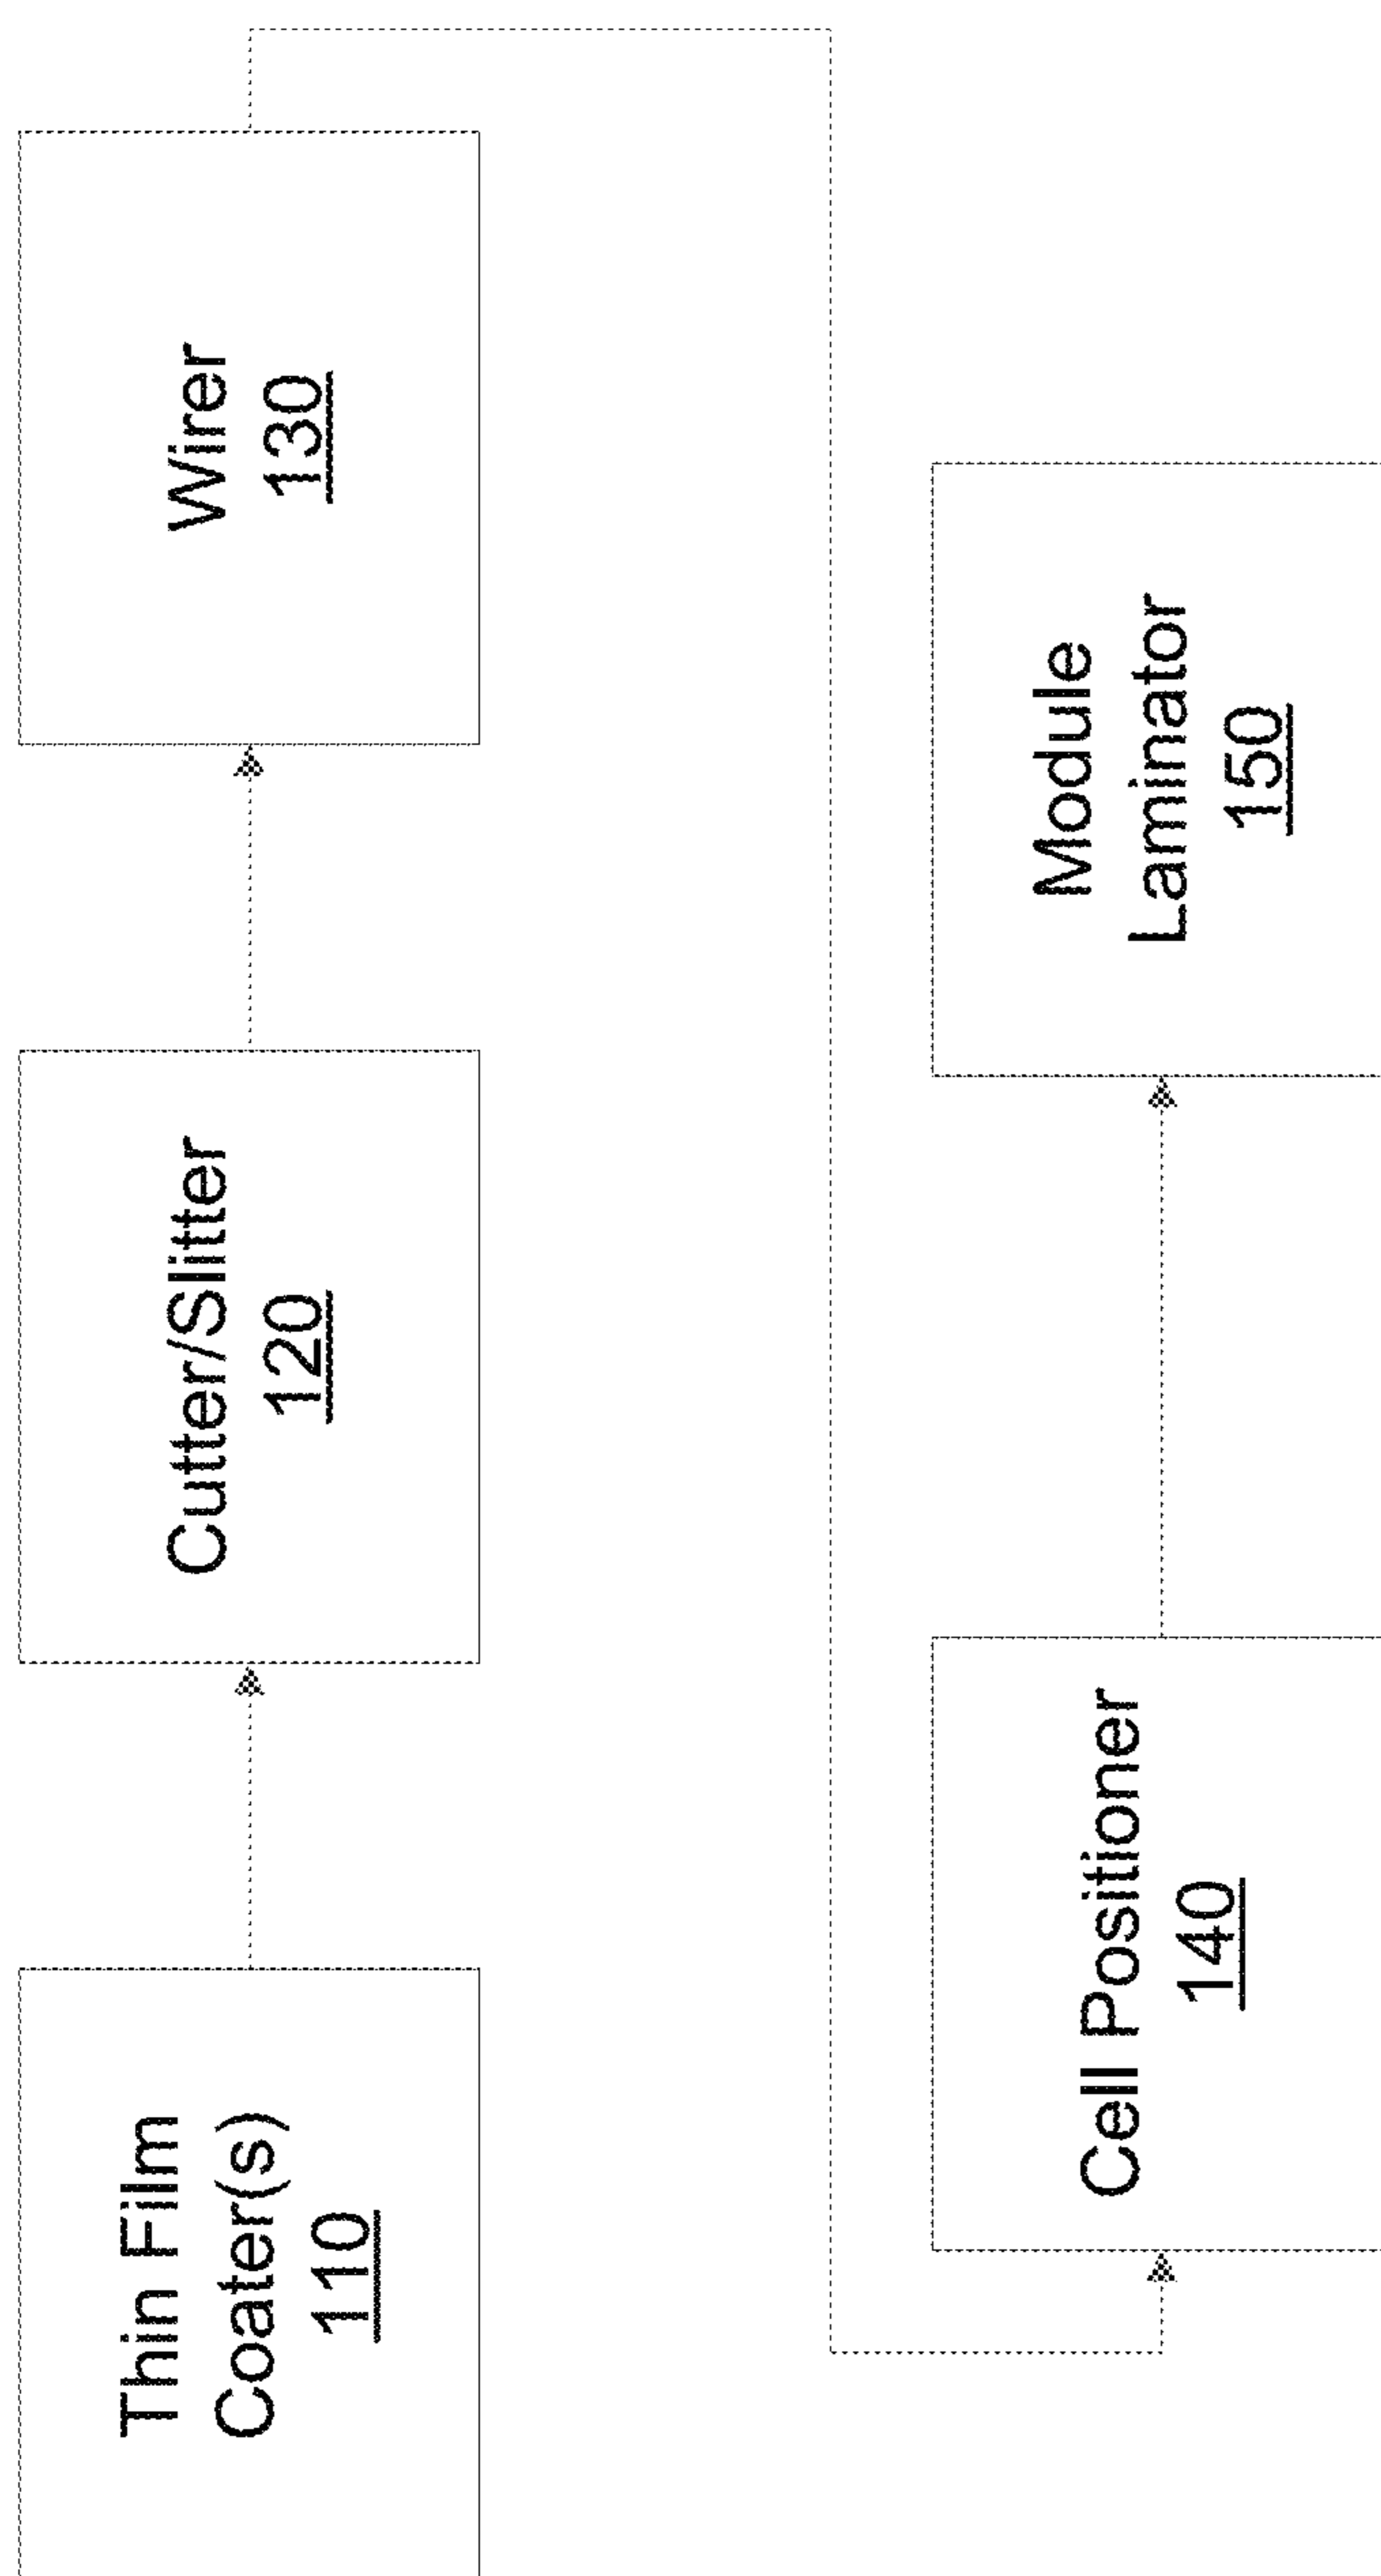 Thin Film
Coater(s)
110
Cutter/Slitter
120
Wirer
130
Cell Positioner
140
Module
Laminator
150